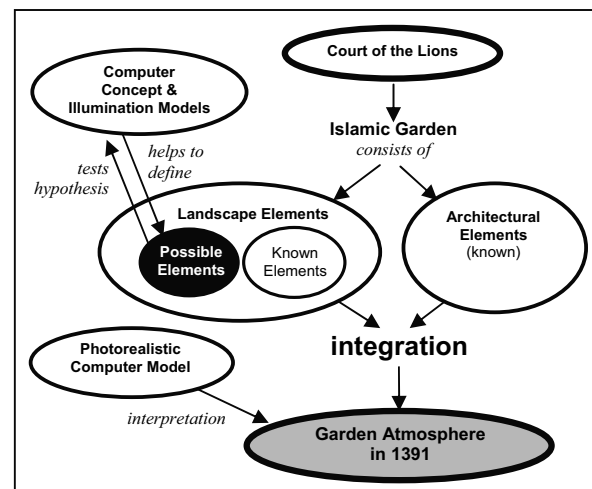 Court of the Lions
Computer
Concept &
Illumination Models
Islamic Garden
consists of
tests
hypothesis
helps to
define
Landscape Elements
Possible
Elements
Known
Elements
Architectural
Elements
(known)
integration
Photorealistic
Computer Model
interpretation
Garden Atmosphere
in 1391